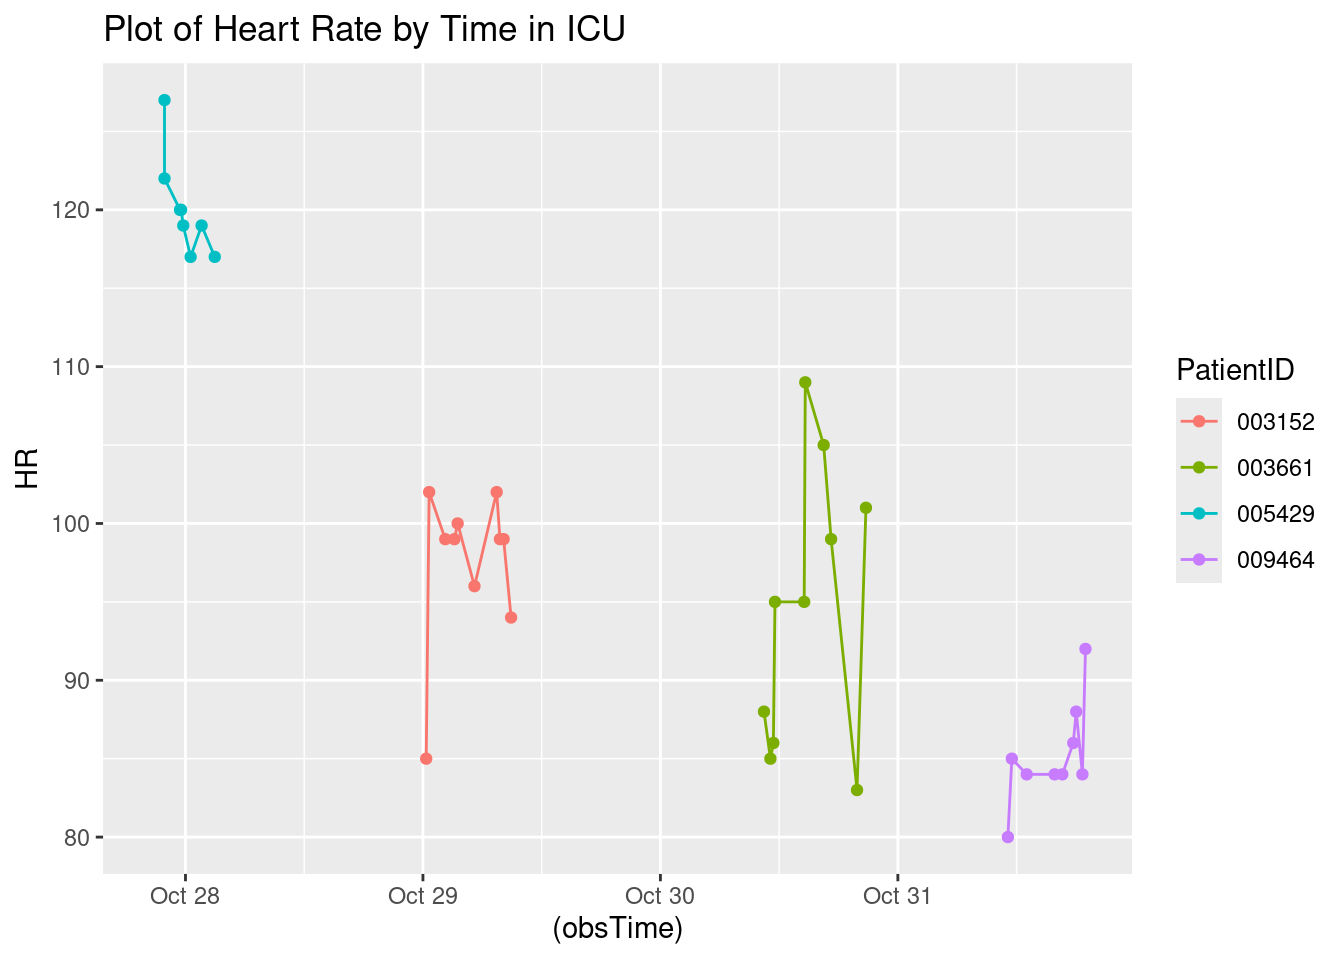 Plot of Heart Rate by Time in ICU
120
110
100
90
80
HR
Oct 28
Oct 29
Oct 30
Oct 31
(obsTime)
PatientID
003152
003661
005429
009464